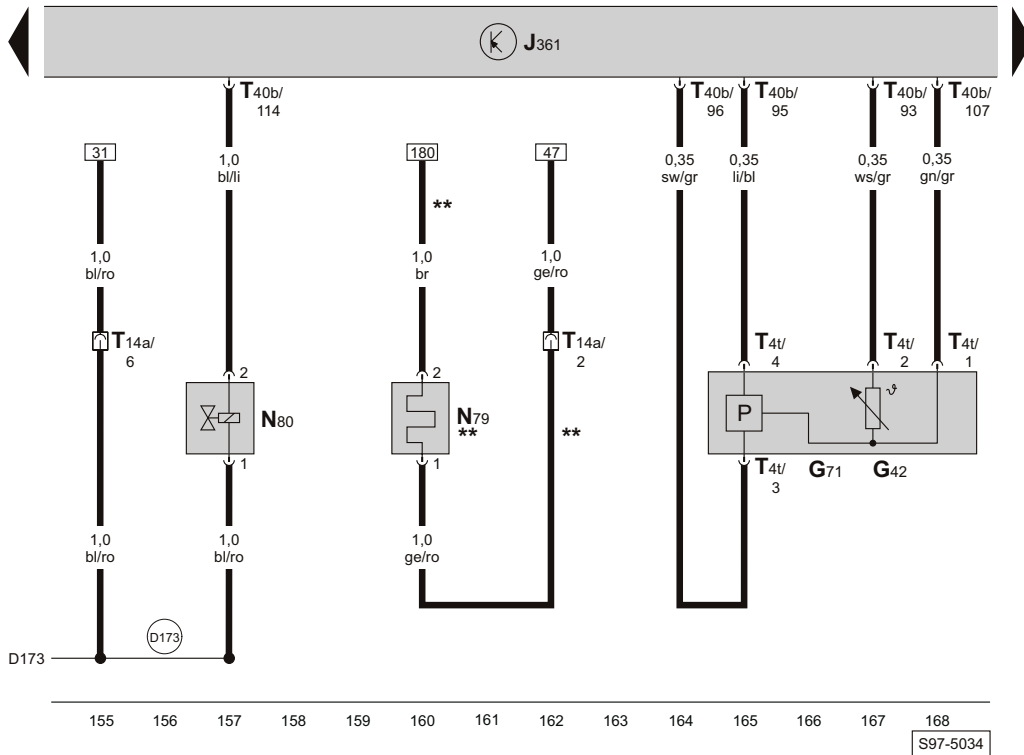 J361
T40b/
114
T40b/
96
T40b/
95
T40b/
93
T40b/
107
31
1,0
bl/li
180
47
0,35
sw/gr
0,35
li/bl
0,35
ws/gr
0,35
gn/gr
**
1,0
bl/ro
1,0
br
1,0
ge/ro
T14a/
6
T14a/
2
T4t/
4
T4t/
2
T4t/
1
2
2
N80
N79
**
**
P
ϑ
1
1
T4t/
3
G71
G42
1,0
bl/ro
1,0
bl/ro
1,0
ge/ro
D173
D173
155 156 157 158 159 160 161 162 163 164 165 166 167 168
S97-5034